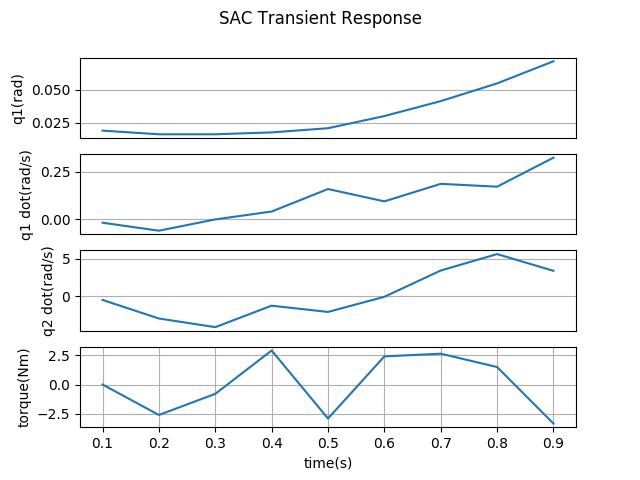 SAC Transient Response
q1(rad)
0.050
0.025
q1 dot(rad/s)
0.25
0.00
q2 dot(rad/s)
5
0
torque(Nm)
2.5
0.0
−2.5
0.1 0.2 0.3 0.4 0.5 0.6 0.7 0.8 0.9
time(s)